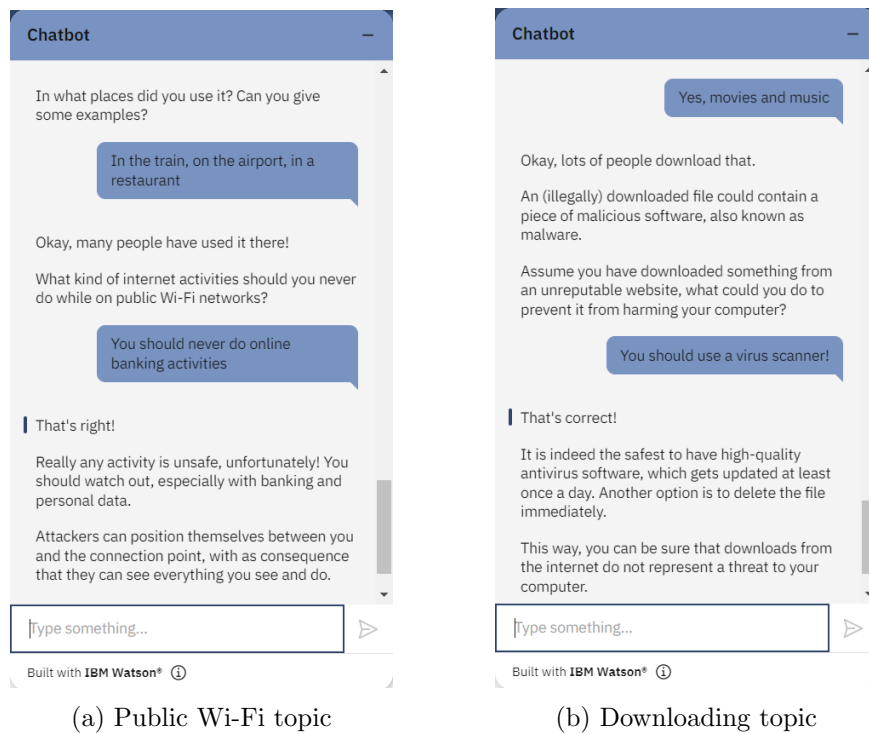 Chatbot
In what places did you use it? Can you give
some examples?
In the train, on the airport, in a
restaurant
Okay, many people have used it there!
What kind of internet activities should you never
do while on public Wi-Fi networks?
You should never do online
banking activities
That's right!
Really any activity is unsafe, unfortunately! You
should watch out, especially with banking and
personal data.
Attackers can position themselves between you
and the connection point, with as consequence
that they can see everything you see and do.
Type something...
Built with IBM Watson®
(a) Public Wi-Fi topic
Chatbot
Yes, movies and music
Okay, lots of people download that.
An (illegally) downloaded file could contain a
piece of malicious software, also known as
malware.
Assume you have downloaded something from
an unreputable website, what could you do to
prevent it from harming your computer?
You should use a virus scanner!
That's correct!
It is indeed the safest to have high-quality
antivirus software, which gets updated at least
once a day. Another option is to delete the file
immediately.
This way, you can be sure that downloads from
the internet do not represent a threat to your
computer.
Type something...
Built with IBM Watson®
(b) Downloading topic